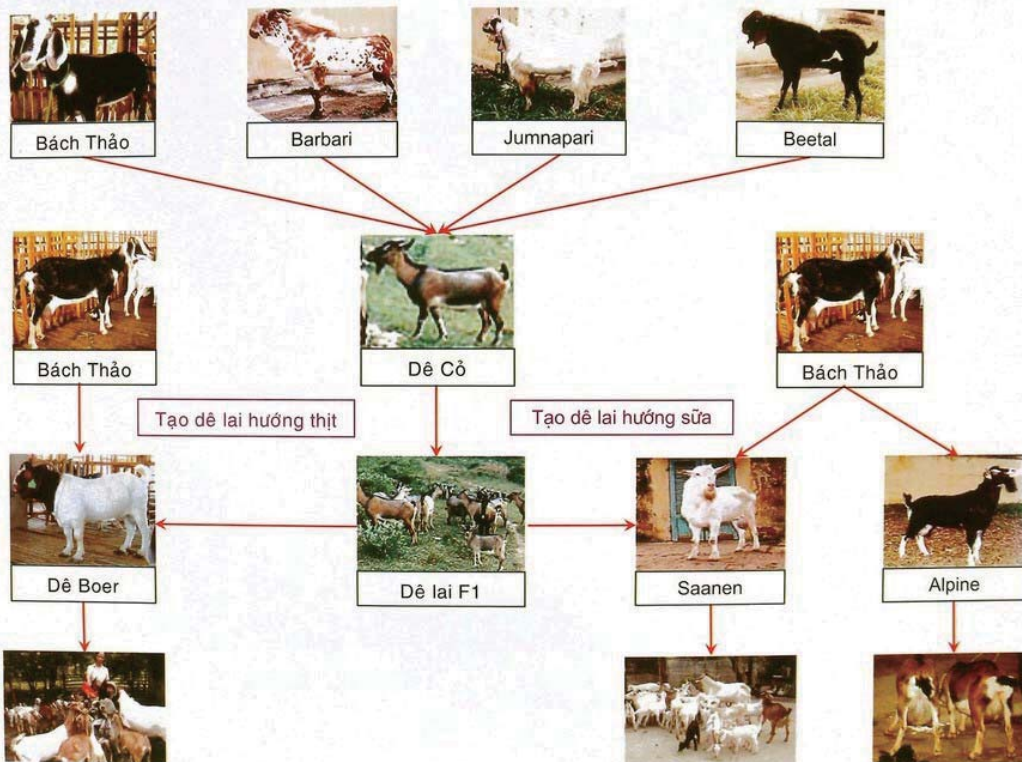 Bách Thảo
Barbari
Jumnapari
Beetal
Bách Thảo
Dê Cỏ
Bách Thảo
Tạo dê lai hướng thịt
Tạo dê lai hướng sữa
Dê Boer
Dê lai F1
Saanen
Alpine